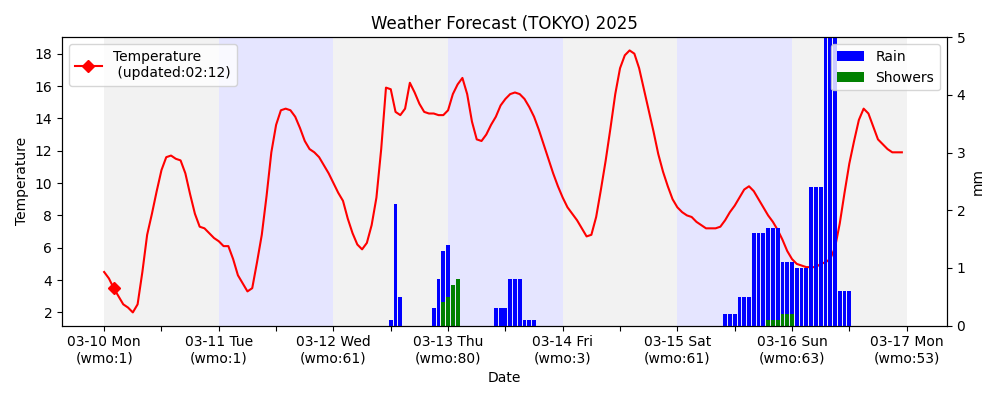 Weather Forecast (TOKYO) 2025
Temperature
(updated:02:12)
Rain
Showers
Temperature
18
16
14
12
10
8
6
4
2
5
4
3
2
1
0
mm
03-10 Mon
(wmo:1)
03-11 Tue
(wmo:1)
03-12 Wed
(wmo:61)
03-13 Thu
(wmo:80)
03-14 Fri
(wmo:3)
03-15 Sat
(wmo:61)
03-16 Sun
(wmo:63)
03-17 Mon
(wmo:53)
Date